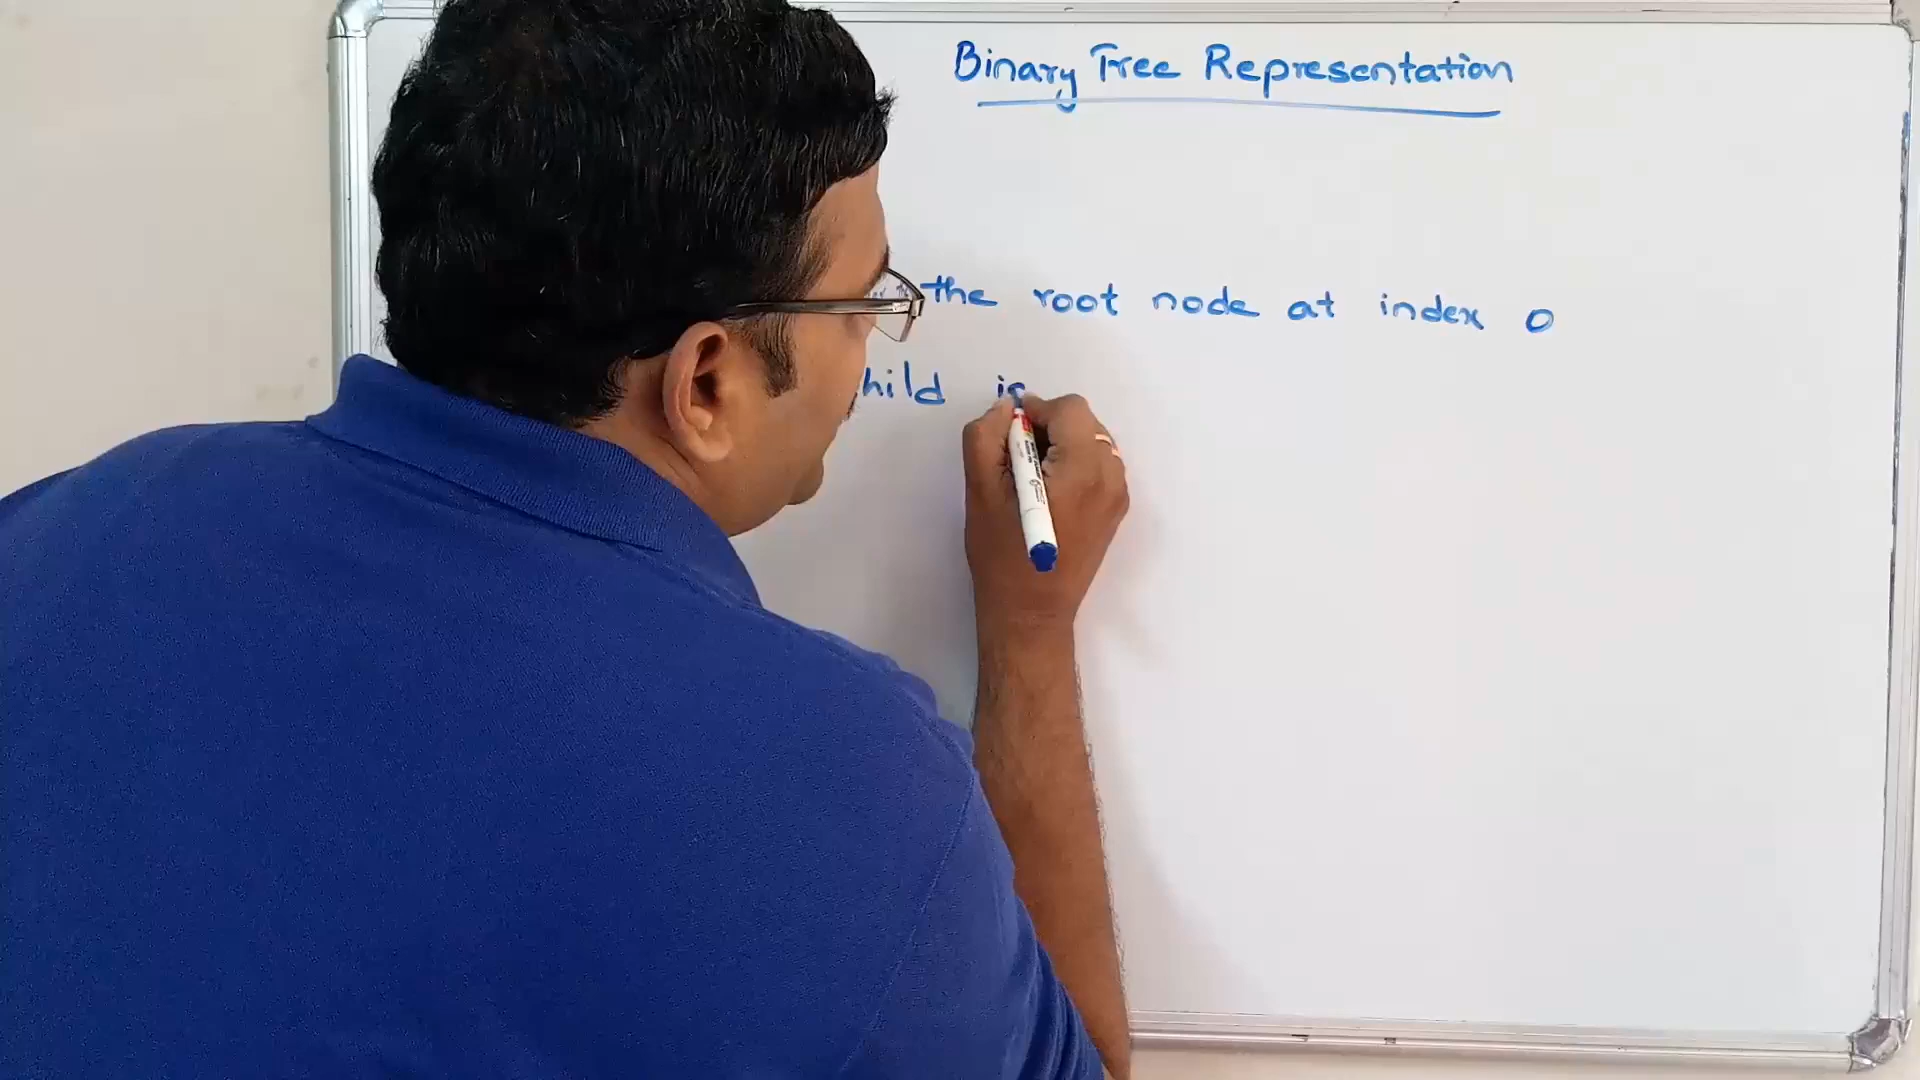 Binary Tree Representation
the root node at index 0
hild is